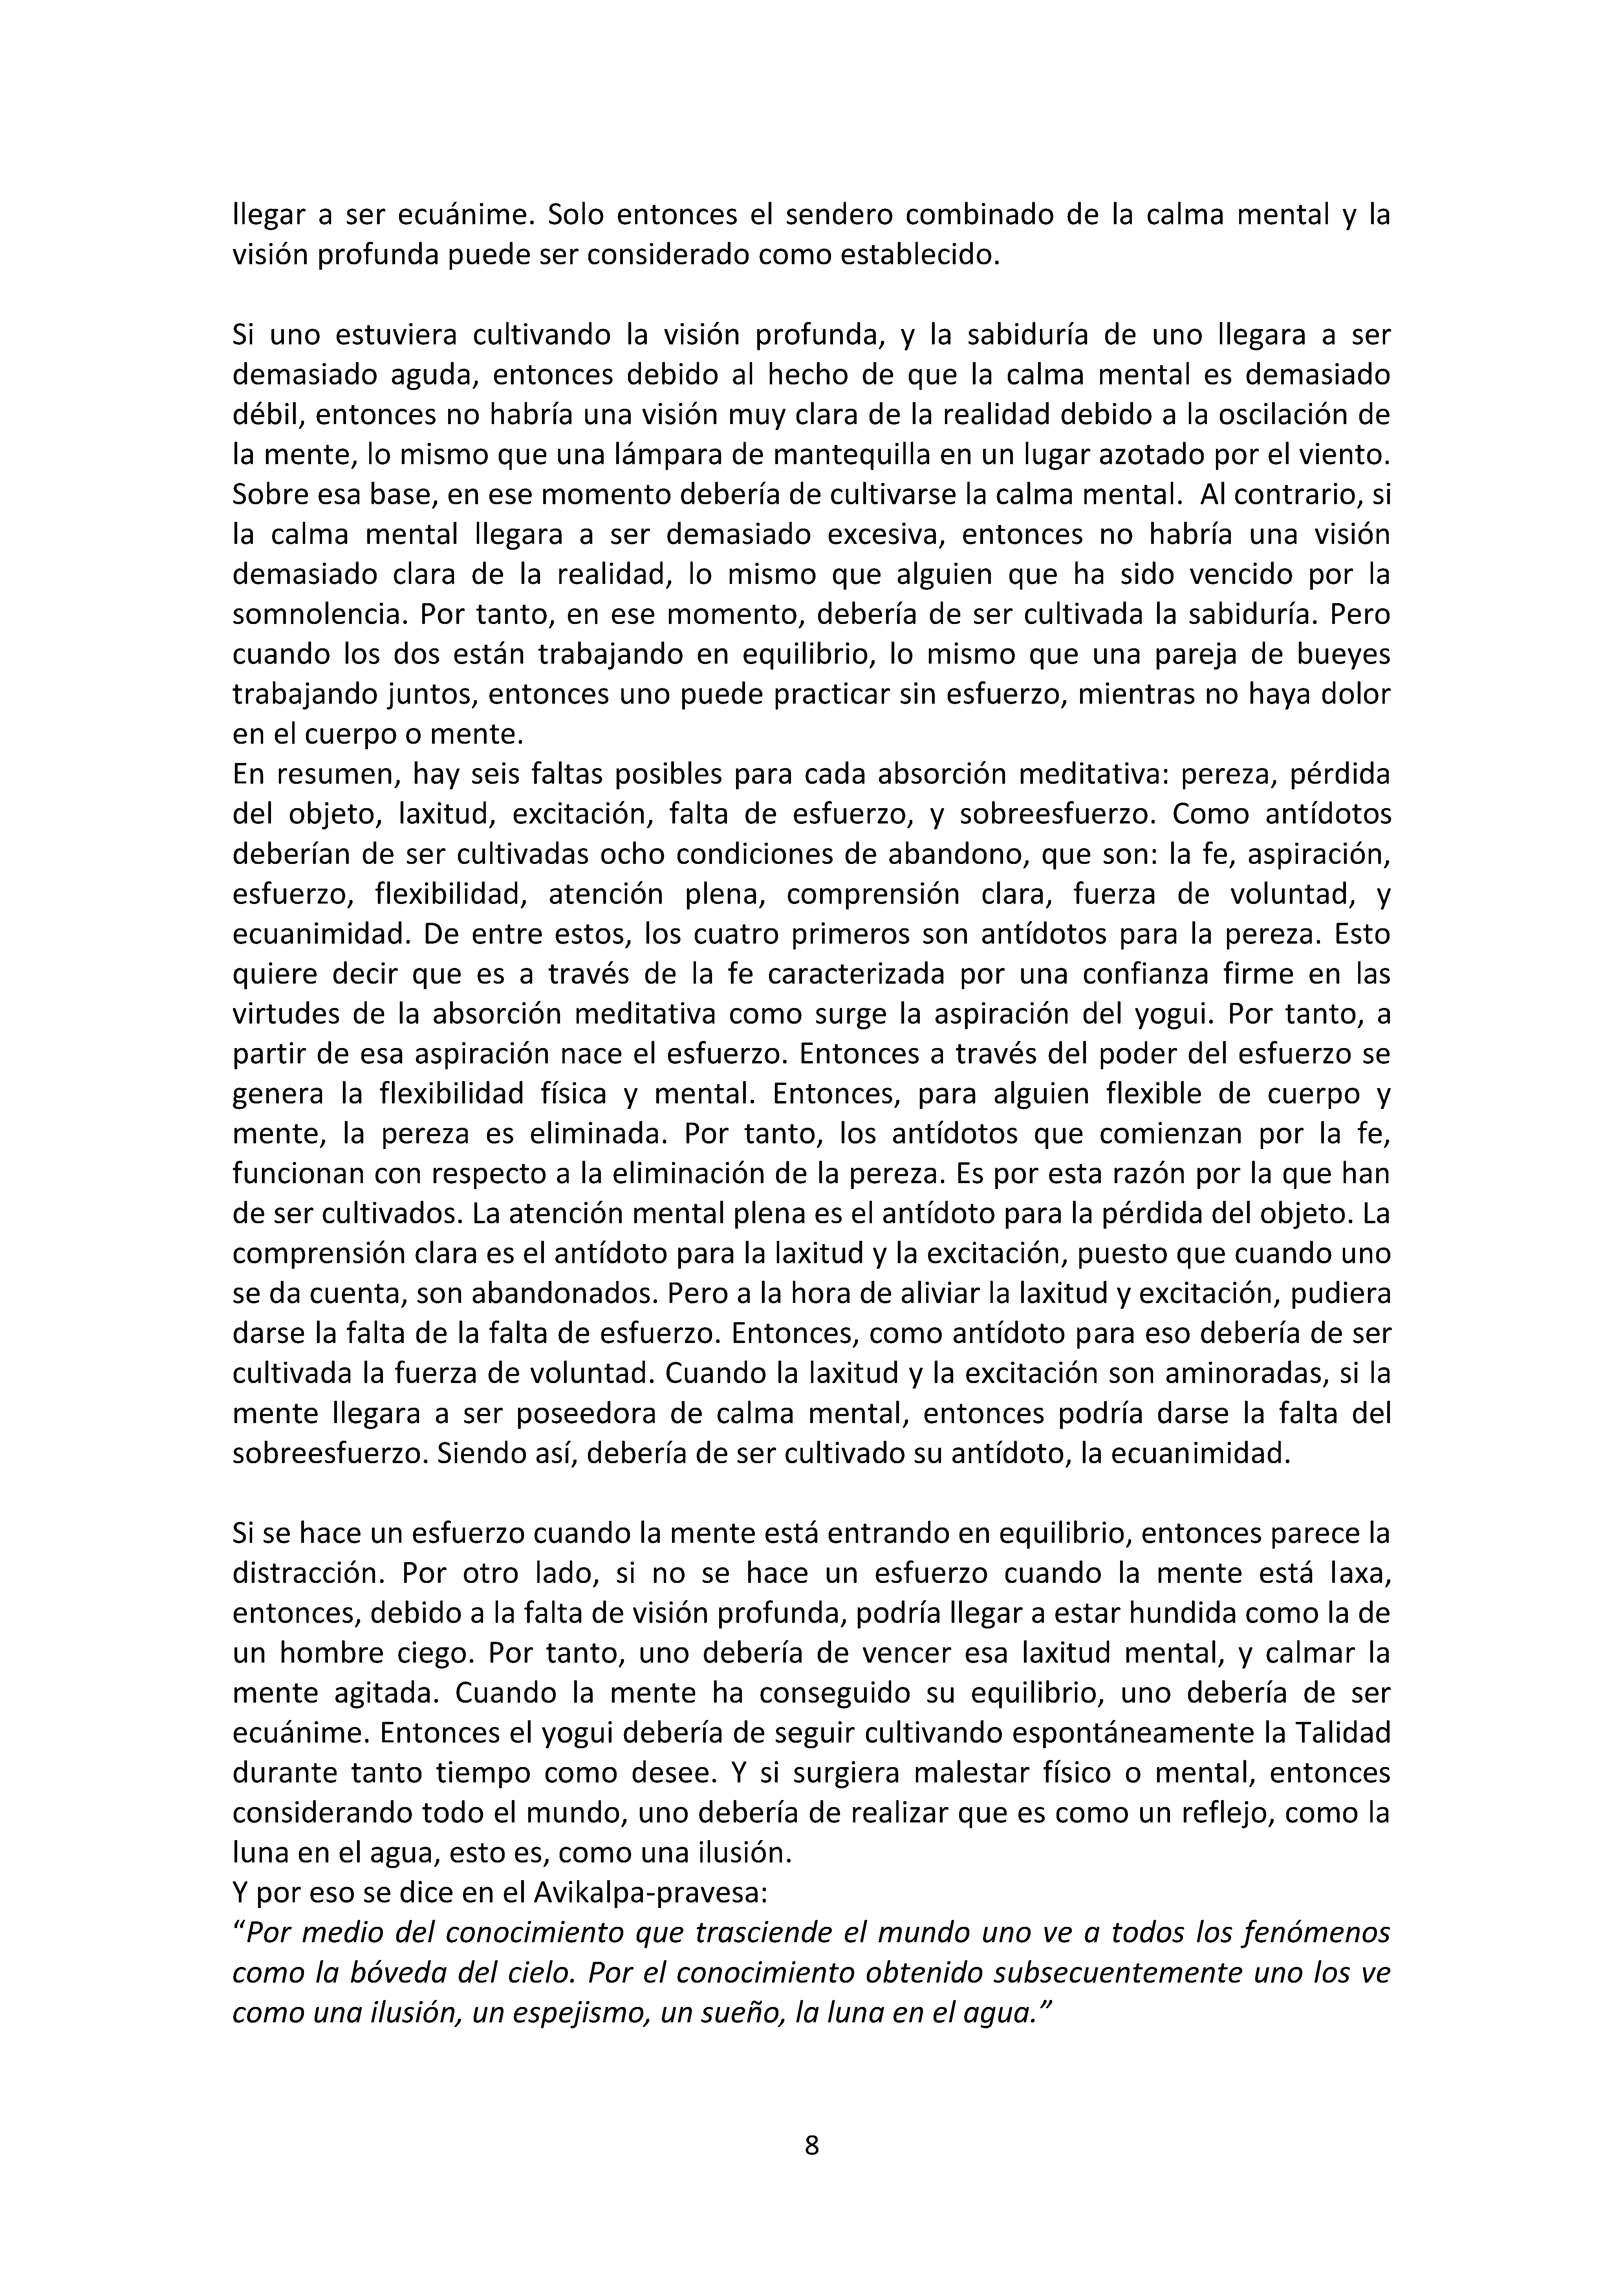 llegar a ser ecuánime. Solo entonces el sendero combinado de la calma mental y la
visión profunda puede ser considerado como establecido.
Si uno estuviera cultivando la visión profunda, y la sabiduría de uno llegara a ser
demasiado aguda, entonces debido al hecho de que la calma mental es demasiado
débil, entonces no habría una visión muy clara de la realidad debido a la oscilación de
la mente, lo mismo que una lámpara de mantequilla en un lugar azotado por el viento.
Sobre esa base, en ese momento debería de cultivarse la calma mental.  Al contrario, si
la calma mental llegara a ser demasiado excesiva, entonces no habría una visión
demasiado clara de la realidad, lo mismo que alguien que ha sido vencido por la
somnolencia. Por tanto, en ese momento, debería de ser cultivada la sabiduría. Pero
cuando los dos están trabajando en equilibrio, lo mismo que una pareja de bueyes
trabajando juntos, entonces uno puede practicar sin esfuerzo, mientras no haya dolor
en el cuerpo o mente.
En resumen, hay seis faltas posibles para cada absorción meditativa: pereza, pérdida
del objeto, laxitud, excitación, falta de esfuerzo, y sobreesfuerzo. Como antídotos
deberían de ser cultivadas ocho condiciones de abandono, que son: la fe, aspiración,
esfuerzo, flexibilidad, atención plena, comprensión clara, fuerza de voluntad, y
ecuanimidad. De entre estos, los cuatro primeros son antídotos para la pereza. Esto
quiere decir que es a través de la fe caracterizada por una confianza firme en las
virtudes de la absorción meditativa como surge la aspiración del yogui. Por tanto, a
partir de esa aspiración nace el esfuerzo. Entonces a través del poder del esfuerzo se
genera la flexibilidad física y mental. Entonces, para alguien flexible de cuerpo y
mente, la pereza es eliminada. Por tanto, los antídotos que comienzan por la fe,
funcionan con respecto a la eliminación de la pereza. Es por esta razón por la que han
de ser cultivados. La atención mental plena es el antídoto para la pérdida del objeto. La
comprensión clara es el antídoto para la laxitud y la excitación, puesto que cuando uno
se da cuenta, son abandonados. Pero a la hora de aliviar la laxitud y excitación, pudiera
darse la falta de la falta de esfuerzo. Entonces, como antídoto para eso debería de ser
cultivada la fuerza de voluntad. Cuando la laxitud y la excitación son aminoradas, si la
mente llegara a ser poseedora de calma mental, entonces podría darse la falta del
sobreesfuerzo. Siendo así, debería de ser cultivado su antídoto, la ecuanimidad.
Si se hace un esfuerzo cuando la mente está entrando en equilibrio, entonces parece la
distracción. Por otro lado, si no se hace un esfuerzo cuando la mente está laxa,
entonces, debido a la falta de visión profunda, podría llegar a estar hundida como la de
un hombre ciego. Por tanto, uno debería de vencer esa laxitud mental, y calmar la
mente agitada. Cuando la mente ha conseguido su equilibrio, uno debería de ser
ecuánime. Entonces el yogui debería de seguir cultivando espontáneamente la Talidad
durante tanto tiempo como desee. Y si surgiera malestar físico o mental, entonces
considerando todo el mundo, uno debería de realizar que es como un reflejo, como la
luna en el agua, esto es, como una ilusión.
Y por eso se dice en el Avikalpa-pravesa:
“Por medio del conocimiento que trasciende el mundo uno ve a todos los fenómenos
como la bóveda del cielo. Por el conocimiento obtenido subsecuentemente uno los ve
como una ilusión, un espejismo, un sueño, la luna en el agua.”
8